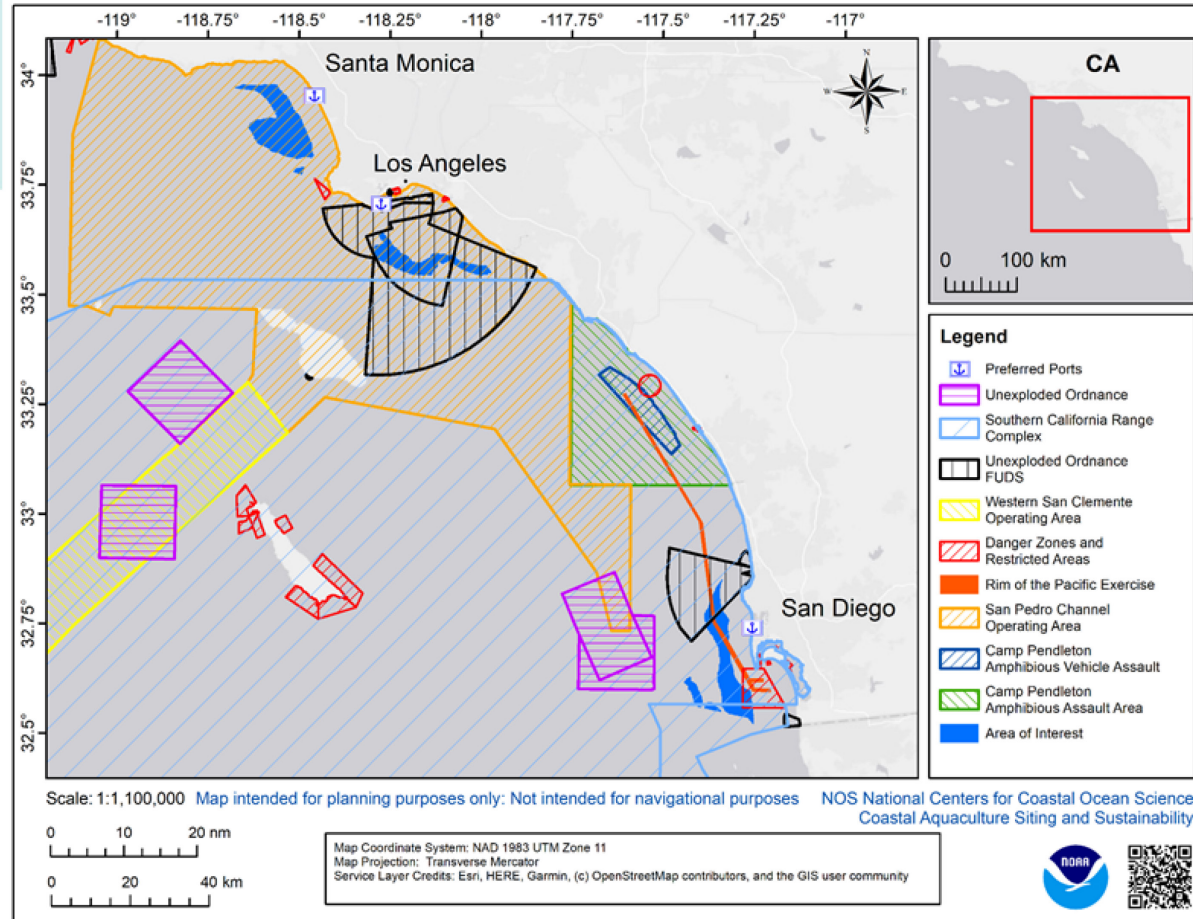 -119° -118.75° -118.5° -118.25° -118° -117.75° -117.5° -117.25° -117°
34°
33.75°
33.5°
33.25°
33°
32.75°
32.5°
Santa Monica
Los Angeles
San Diego
N
W E
S
CA
0 100 km
Legend
Preferred Ports
Unexploded Ordnance
Southern California Range
Complex
Unexploded Ordnance
FUDS
Western San Clemente
Operating Area
Danger Zones and
Restricted Areas
Rim of the Pacific Exercise
San Pedro Channel
Operating Area
Camp Pendleton
Amphibious Vehicle Assault
Camp Pendleton
Amphibious Assault Area
Area of Interest
Scale: 1:1,100,000 Map intended for planning purposes only: Not intended for navigational purposes
NOS National Centers for Coastal Ocean Science
Coastal Aquaculture Siting and Sustainability
0 10 20 nm
0 20 40 km
Map Coordinate System: NAD 1983 UTM Zone 11
Map Projection: Transverse Mercator
Service Layer Credits: Esri, HERE, Garmin, (c) OpenStreetMap contributors, and the GIS user community
NOAA